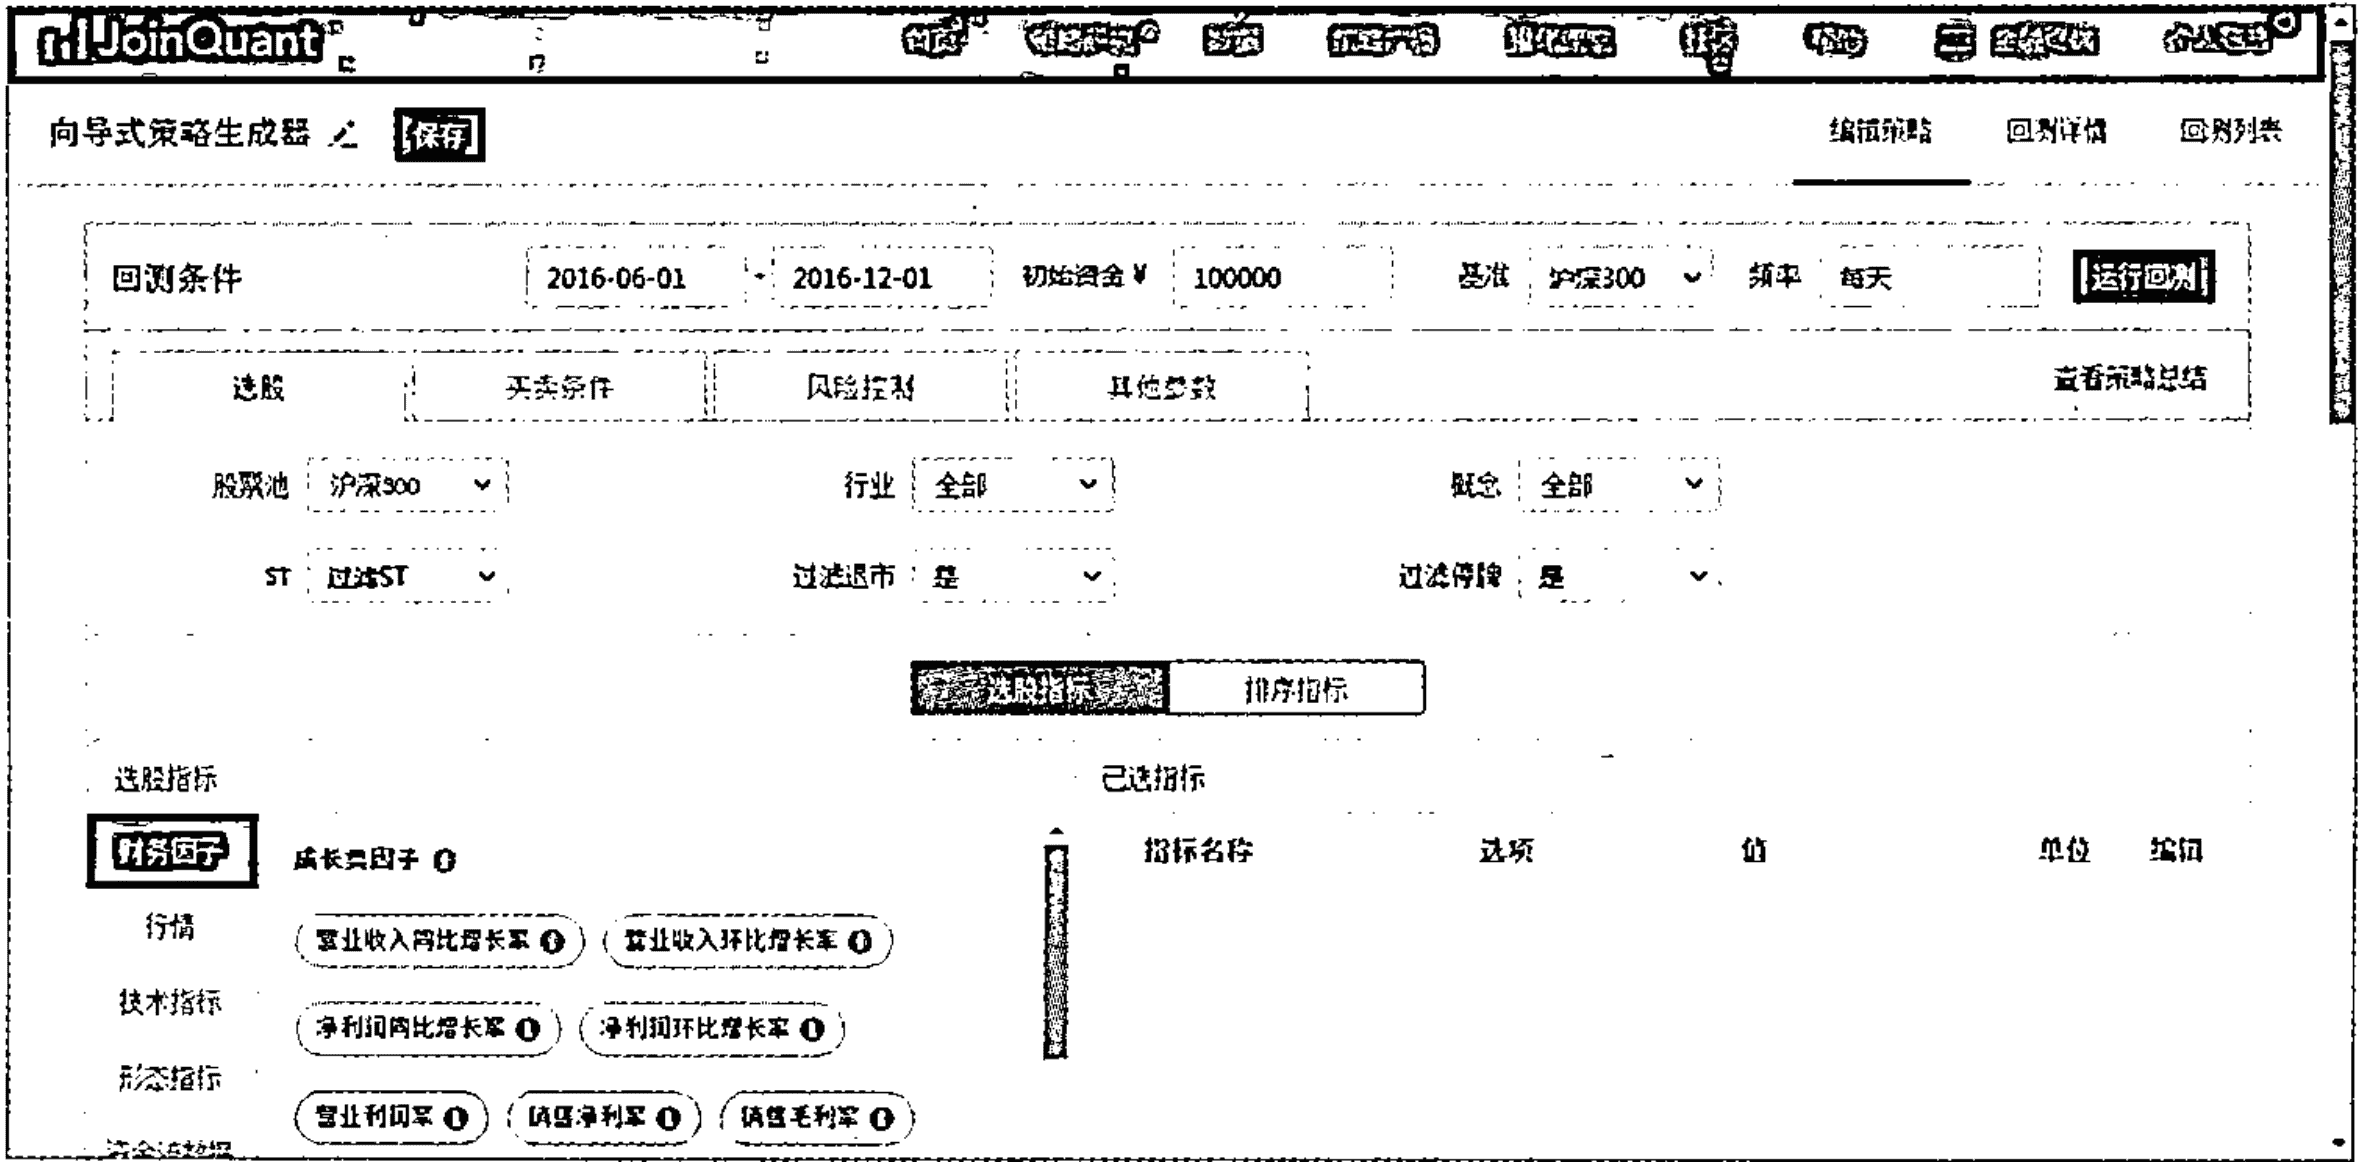 JoinQuant
向导式策略生成器 保存 编辑策略 回测详情 回测列表
回测条件 2016-06-01 - 2016-12-01 初始资金¥ 100000 基准 沪深300 频率 每天 运行回测
选股 买卖条件 风险控制 其他参数 查看策略总结
股票池 沪深300 行业 全部 概念 全部
ST 过滤ST 过滤退市 是 过滤停牌 是
选股指标 排序指标
选股指标 已选指标
财务因子 成长类因子 指标名称 选项 值 单位 编辑
行情 营业收入同比增长率 营业收入环比增长率
技术指标 净利润同比增长率 净利润环比增长率
形态指标
营业利润率 销售净利率 销售毛利率